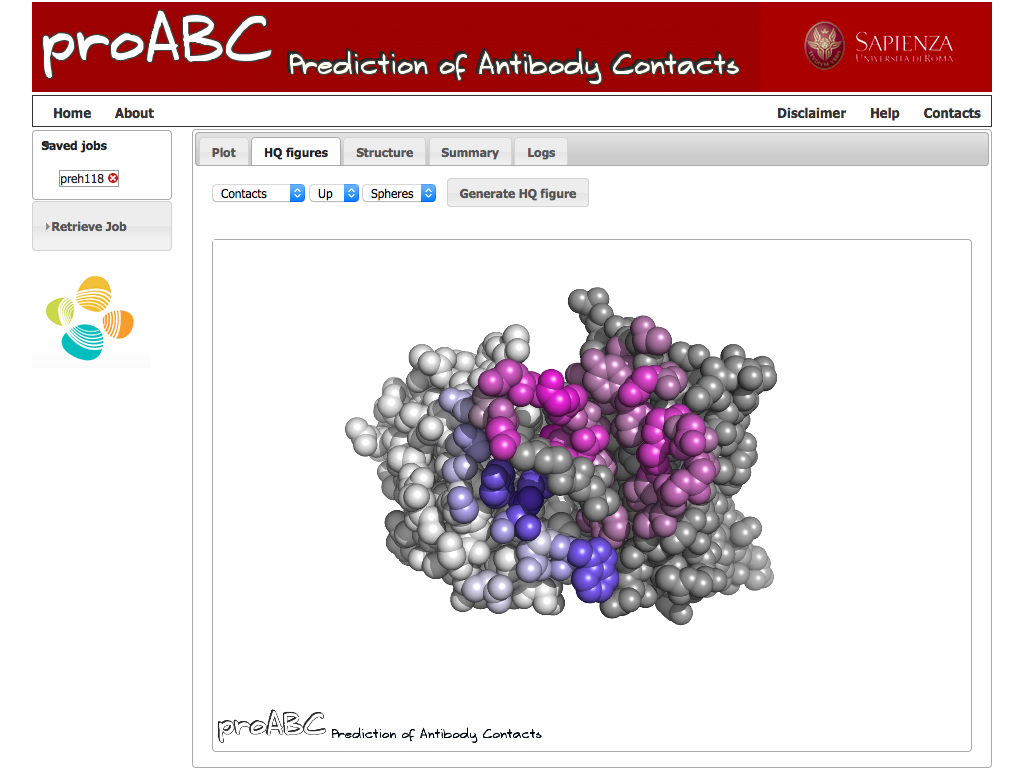 proABC Prediction of Antibody Contacts
SAPIENZA
UNIVERSITÀ DI ROMA
Home About Disclaimer Help Contacts
Saved jobs
preh118
Retrieve Job
Plot HQ figures Structure Summary Logs
Contacts Up Spheres Generate HQ figure
proABC Prediction of Antibody Contacts